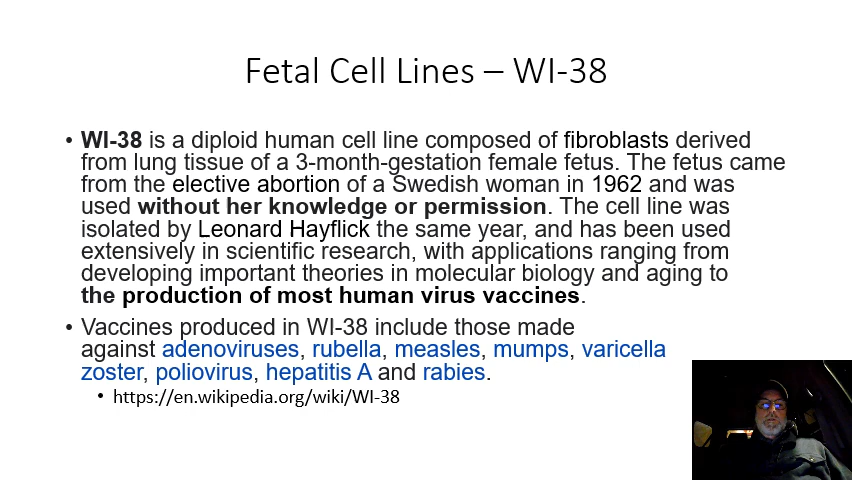 Fetal Cell Lines – WI-38
• WI-38 is a diploid human cell line composed of fibroblasts derived
from lung tissue of a 3-month-gestation female fetus. The fetus came
from the elective abortion of a Swedish woman in 1962 and was
used without her knowledge or permission. The cell line was
isolated by Leonard Hayflick the same year, and has been used
extensively in scientific research, with applications ranging from
developing important theories in molecular biology and aging to
the production of most human virus vaccines.
• Vaccines produced in WI-38 include those made
against adenoviruses, rubella, measles, mumps, varicella
zoster, poliovirus, hepatitis A and rabies.
• https://en.wikipedia.org/wiki/WI-38